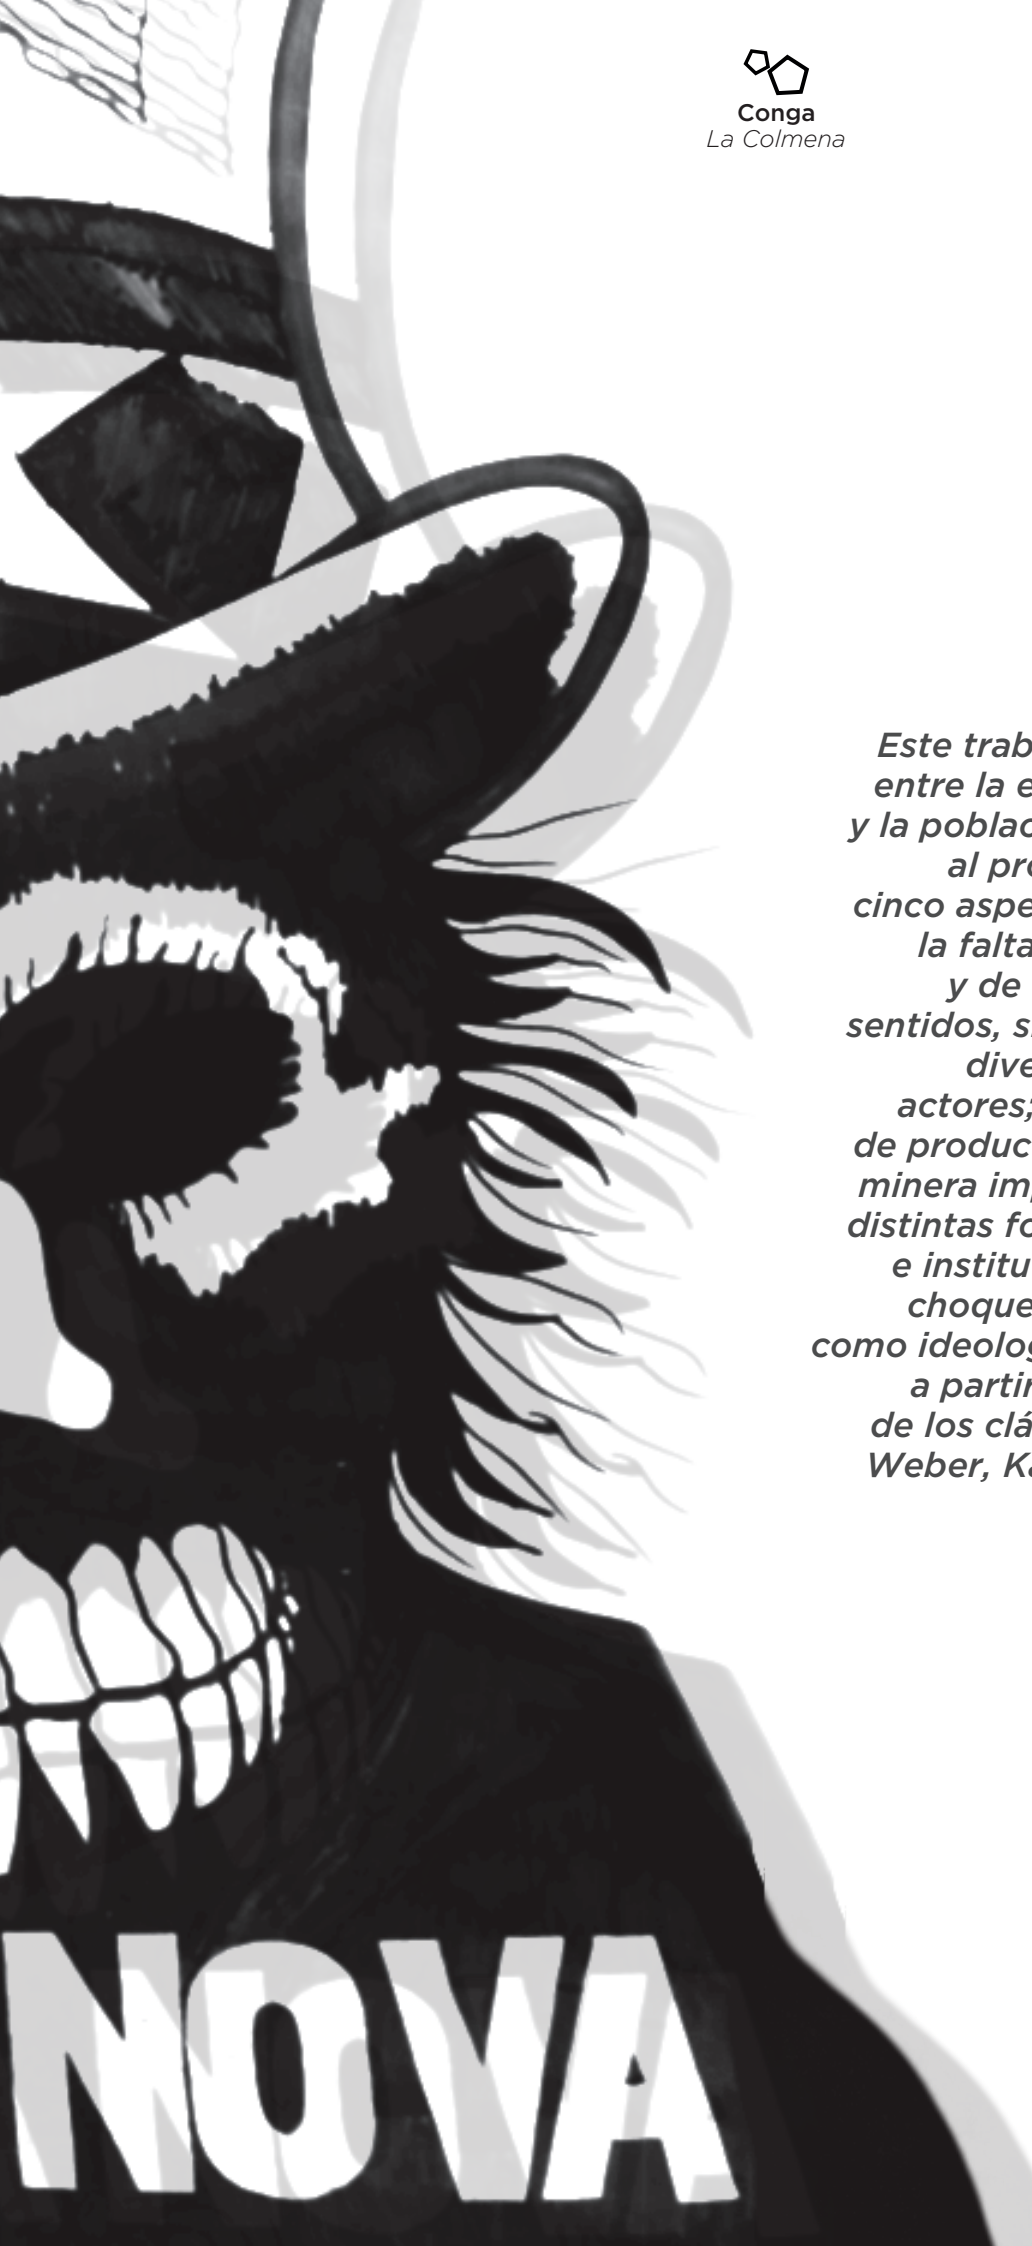 Conga
La Colmena
Este trab
entre la e
y la poblac
al pro
cinco aspe
la falta
y de
sentidos, s
dive
actores;
de produc
minera im
distintas fo
e institu
choque
como ideolog
a partir
de los clá
Weber, Ka
NOVA